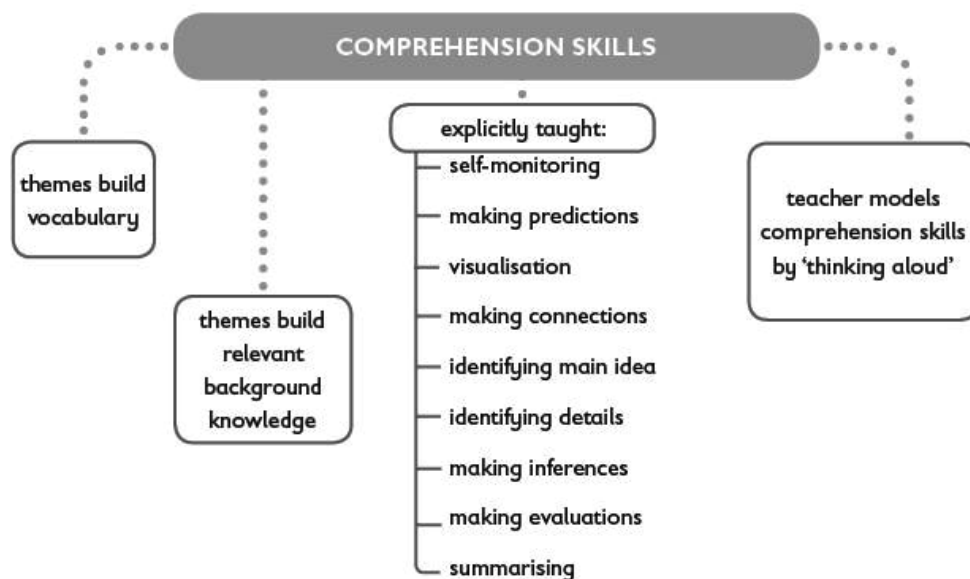 COMPREHENSION SKILLS
themes build
vocabulary
themes build
relevant
background
knowledge
explicitly taught:
self-monitoring
making predictions
visualisation
making connections
identifying main idea
identifying details
making inferences
making evaluations
summarising
teacher models
comprehension skills
by ‘thinking aloud’